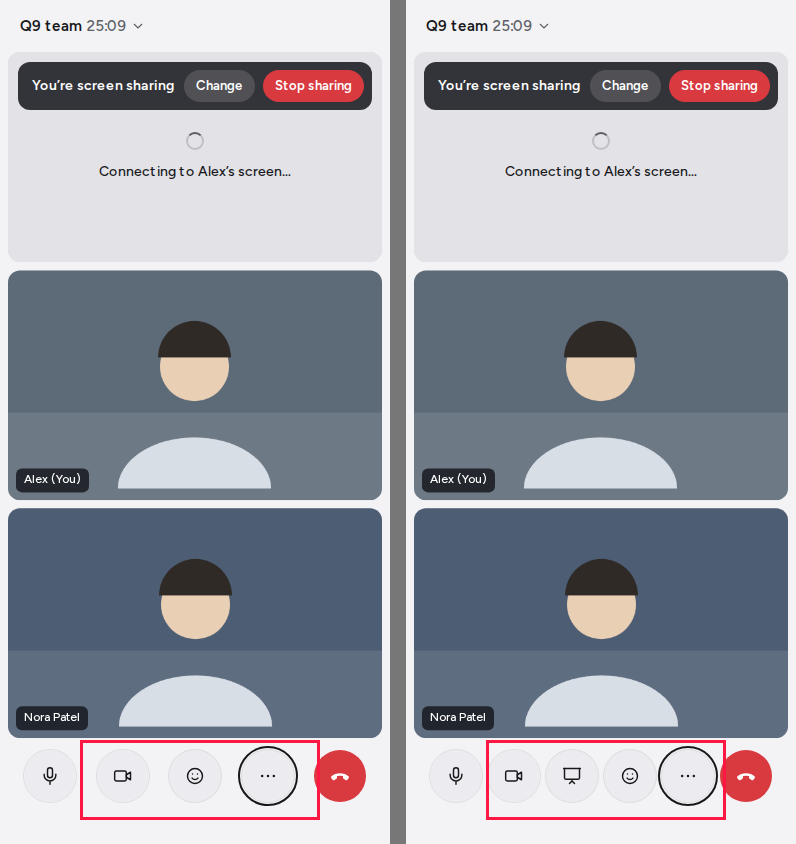 Q9 team 25:09
You're screen sharing Change Stop sharing
Connecting to Alex's screen...
Alex (You)
Nora Patel
Q9 team 25:09
You're screen sharing Change Stop sharing
Connecting to Alex's screen...
Alex (You)
Nora Patel